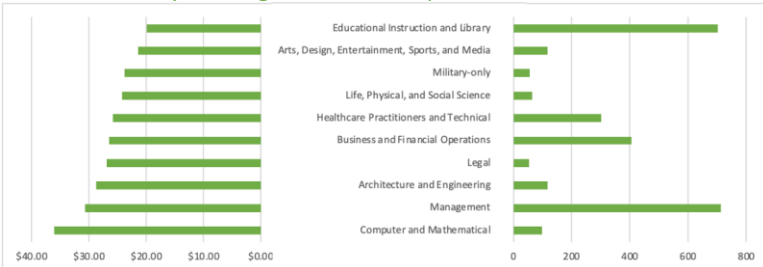 Educational Instruction and Library
Arts, Design, Entertainment, Sports, and Media
Military-only
Life, Physical, and Social Science
Healthcare Practitioners and Technical
Business and Financial Operations
Legal
Architecture and Engineering
Management
Computer and Mathematical
$40.00 $30.00 $20.00 $10.00 $0.00
0 200 400 600 800